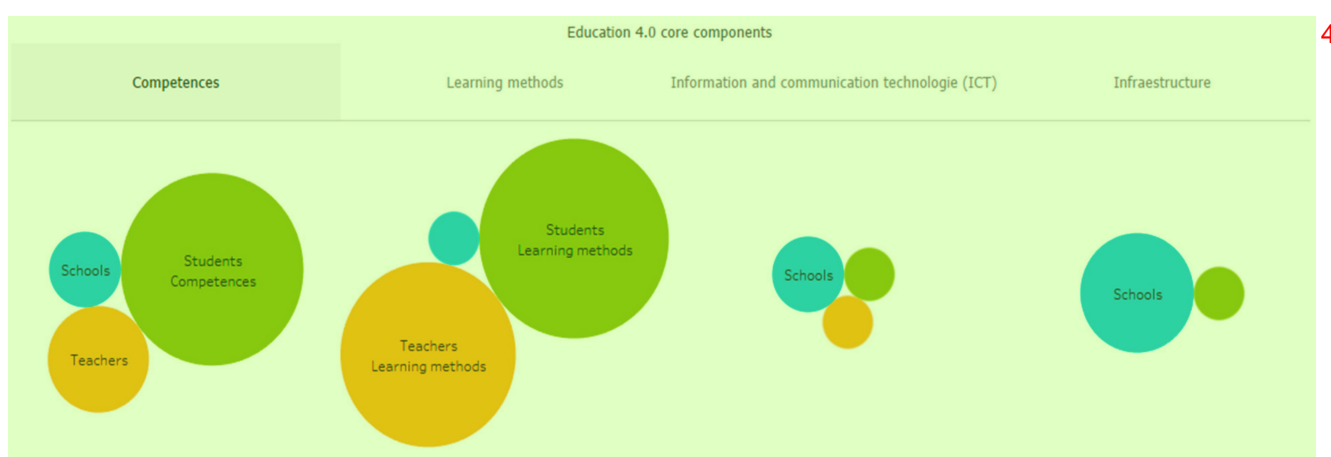 Education 4.0 core components
4
Competences
Learning methods
Information and communication technologie (ICT)
Infraestructure
Schools
Students
Competences
Teachers
Students
Learning methods
Teachers
Learning methods
Schools
Schools